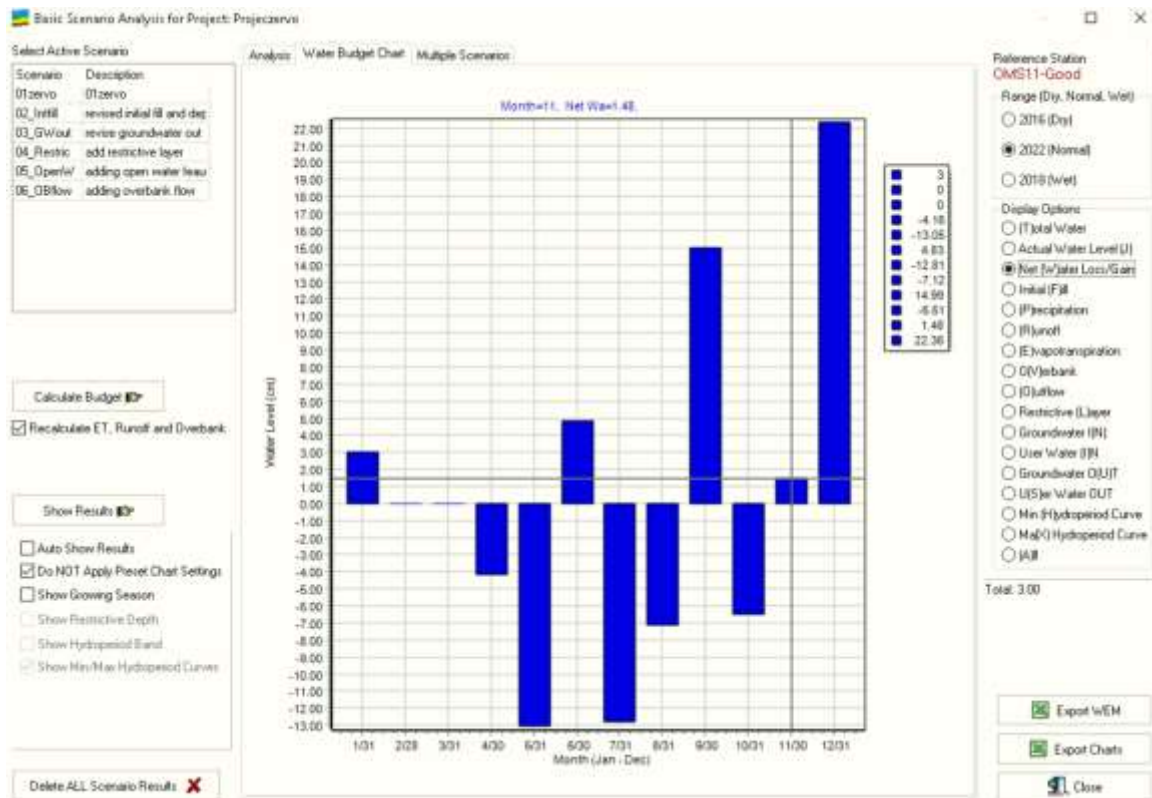 Basic Scenario Analysis for Project: Projeczervo
Select Active Scenario
Scenario Description
01zervo 01zervo
02_Initfill revised initial fill and dep
03_GWout revise groundwater out
04_Restric add restrictive layer
05_OpenW adding open water
06_OBflow adding overbank flow
Calculate Budget
Recalculate ET, Runoff and Overbank
Show Results
Auto Show Results
Do NOT Apply Preset Chart Settings
Show Growing Season
Show Restrictive Depth
Show Hydroperiod Band
Show Min/Max Hydroperiod Curves
Delete ALL Scenario Results
Analysis Water Budget Chart Multiple Scenarios
Month=11. Net Wa=1.48.
Water Level (cm)
22.00
21.00
20.00
19.00
18.00
17.00
16.00
15.00
14.00
13.00
12.00
11.00
10.00
9.00
8.00
7.00
6.00
5.00
4.00
3.00
2.00
1.00
0.00
-1.00
-2.00
-3.00
-4.00
-5.00
-6.00
-7.00
-8.00
-9.00
-10.00
-11.00
-12.00
-13.00
1/31 2/28 3/31 4/30 5/31 6/30 7/31 8/31 9/30 10/31 11/30 12/31
Month (Jan - Dec)
3
0
0
-4.18
-13.05
4.83
-12.81
-7.12
14.99
-6.51
1.48
22.36
Reference Station
OMS11-Good
Range (Dry, Normal, Wet)
2016 (Dry)
2022 (Normal)
2018 (Wet)
Display Options
(T)otal Water
Actual Water Level (J)
Net (W)ater Loss/Gain
Initial (F)ill
(P)recipitation
(R)unoff
(E)vapotranspiration
O(V)erbank
(O)utflow
Restrictive (L)ayer
Groundwater I(N)
User Water (I)N
Groundwater O(U)T
U(S)er Water OUT
Min (H)ydroperiod Curve
Ma(X) Hydroperiod Curve
(A)ll
Total: 3.00
Export WEM
Export Charts
Close